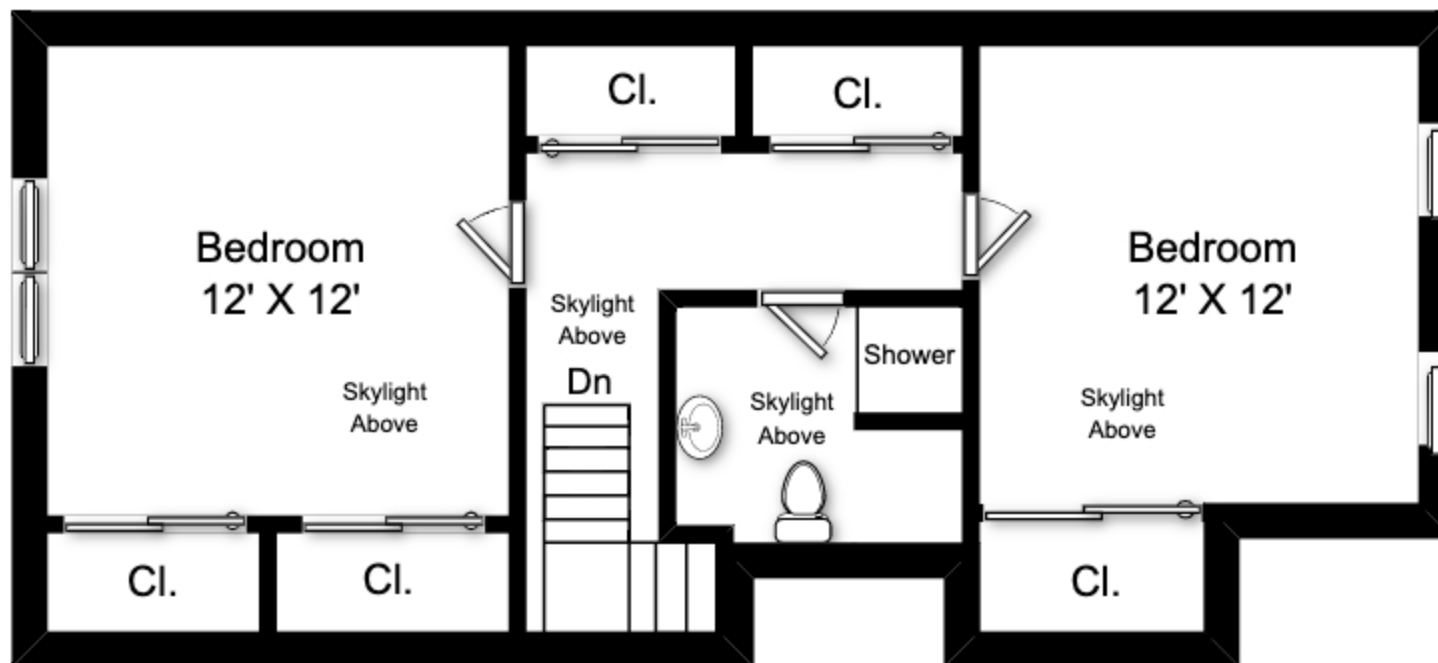 Cl.
Cl.
Bedroom
12' X 12'
Bedroom
12' X 12'
Skylight
Above
Shower
Dn
Skylight
Above
Skylight
Above
Skylight
Above
Cl.
Cl.
Cl.